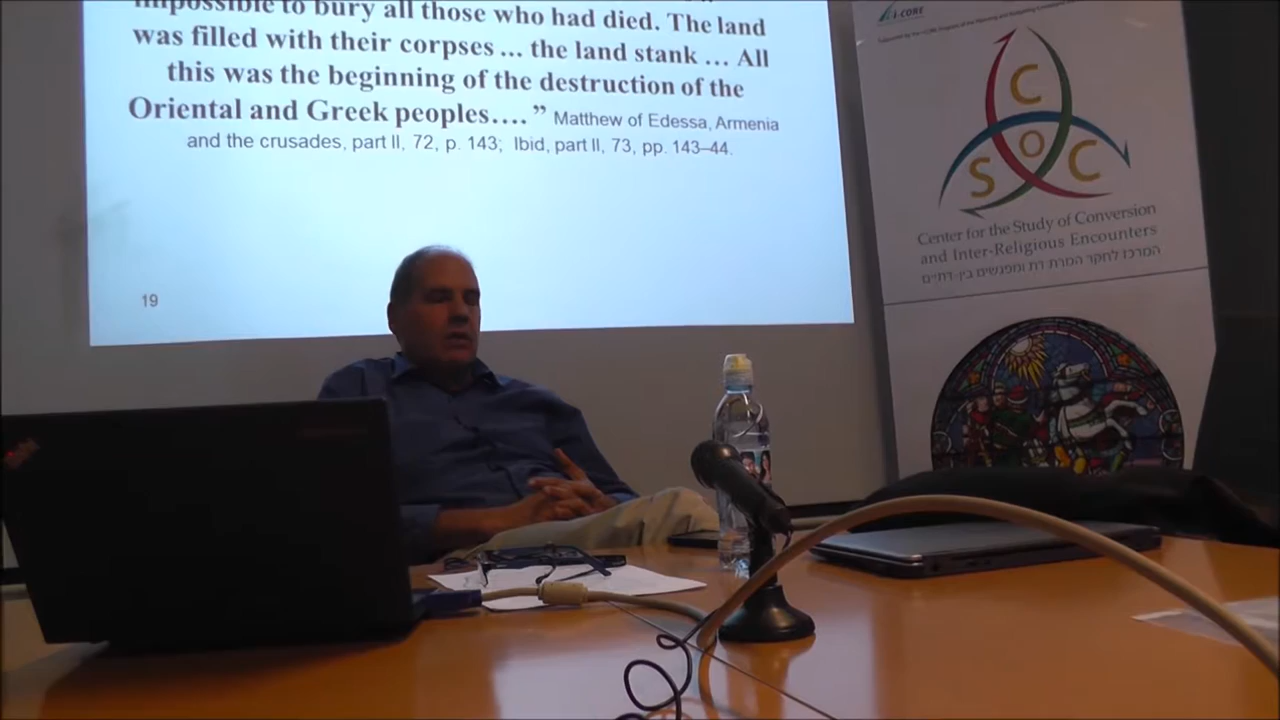 impossible to bury all those who had died. The land
was filled with their corpses ... the land stank ... All
this was the beginning of the destruction of the
Oriental and Greek peoples.... ” Matthew of Edessa, Armenia
and the crusades, part II, 72, p. 143; Ibid, part II, 73, pp. 143–44.
19
I-CORE
C
S O C
Center for the Study of Conversion
and Inter-Religious Encounters
המרכז לחקר המרת דת ומפגשים בין-דתיים